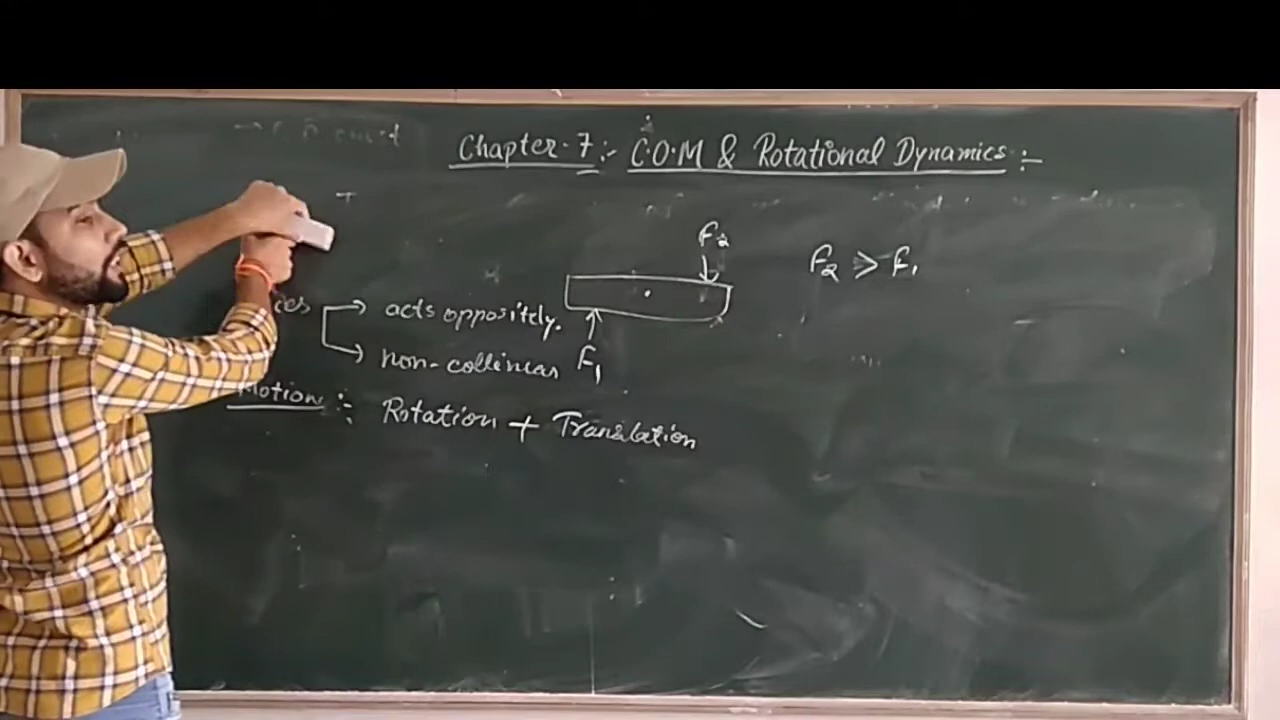 Chapter-7:- C.O.M & Rotational Dynamics:-
F2
F2 > F1
acts oppositely.
non-collinear F1
Motion :- Rotation + Translation